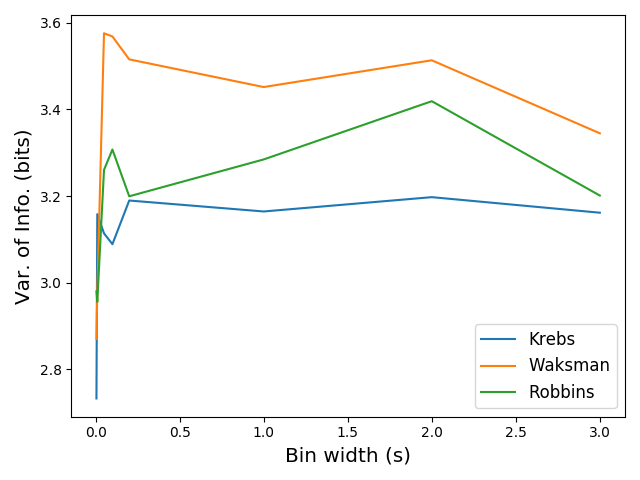 3.6
3.4
3.2
3.0
2.8
Var. of Info. (bits)
0.0 0.5 1.0 1.5 2.0 2.5 3.0
Bin width (s)
Krebs
Waksman
Robbins